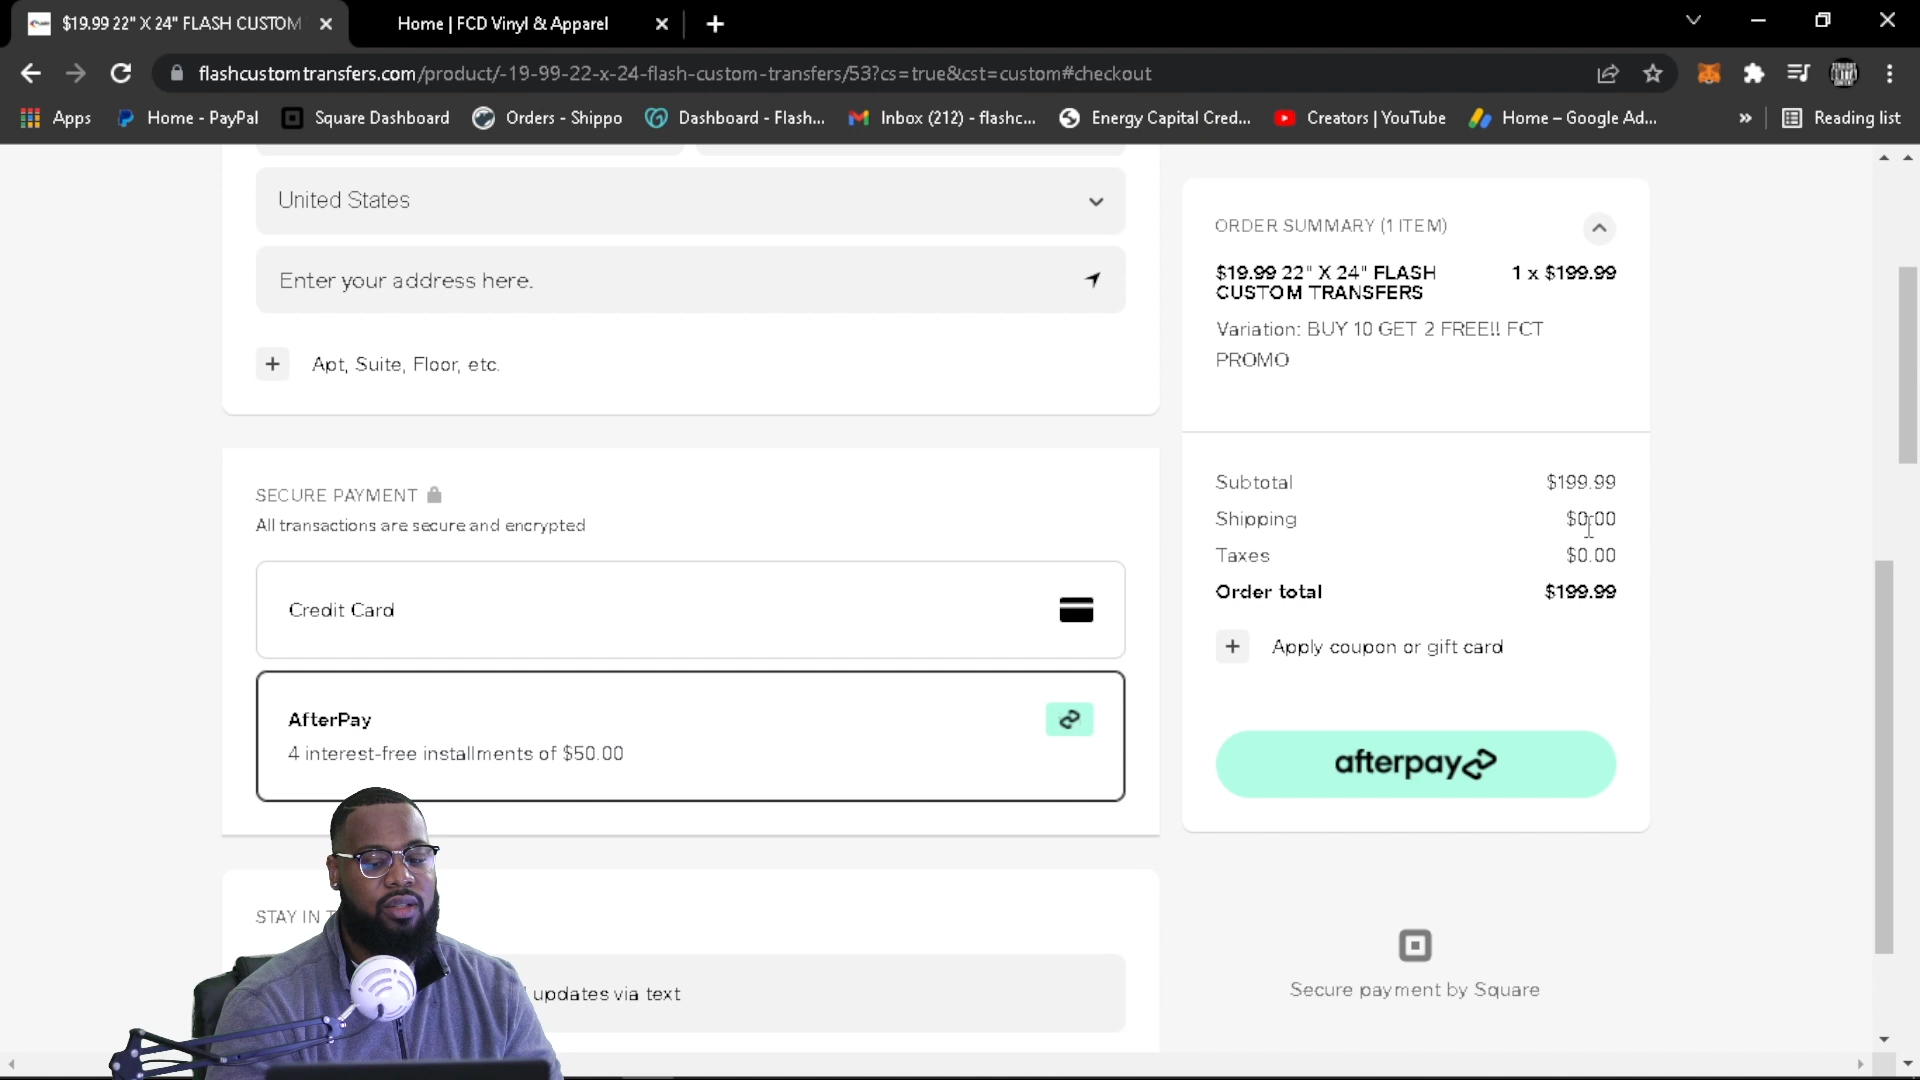 $19.99 22" X 24" FLASH CUSTOM
Home | FCD Vinyl & Apparel
flashcustomtransfers.com/product/-19-99-22-x-24-flash-custom-transfers/53?cs=true&cst=custom#checkout
Apps
Home - PayPal
Square Dashboard
Orders - Shippo
Dashboard - Flash...
Inbox (212) - flashc...
Energy Capital Cred...
Creators | YouTube
Home – Google Ad...
Reading list
United States
Enter your address here.
Apt, Suite, Floor, etc.
SECURE PAYMENT
All transactions are secure and encrypted
Credit Card
AfterPay
4 interest-free installments of $50.00
STAY IN
updates via text
ORDER SUMMARY (1 ITEM)
$19.99 22" X 24" FLASH 1 x $199.99
CUSTOM TRANSFERS
Variation: BUY 10 GET 2 FREE!! FCT
PROMO
Subtotal $199.99
Shipping $0.00
Taxes $0.00
Order total $199.99
Apply coupon or gift card
afterpay
Secure payment by Square